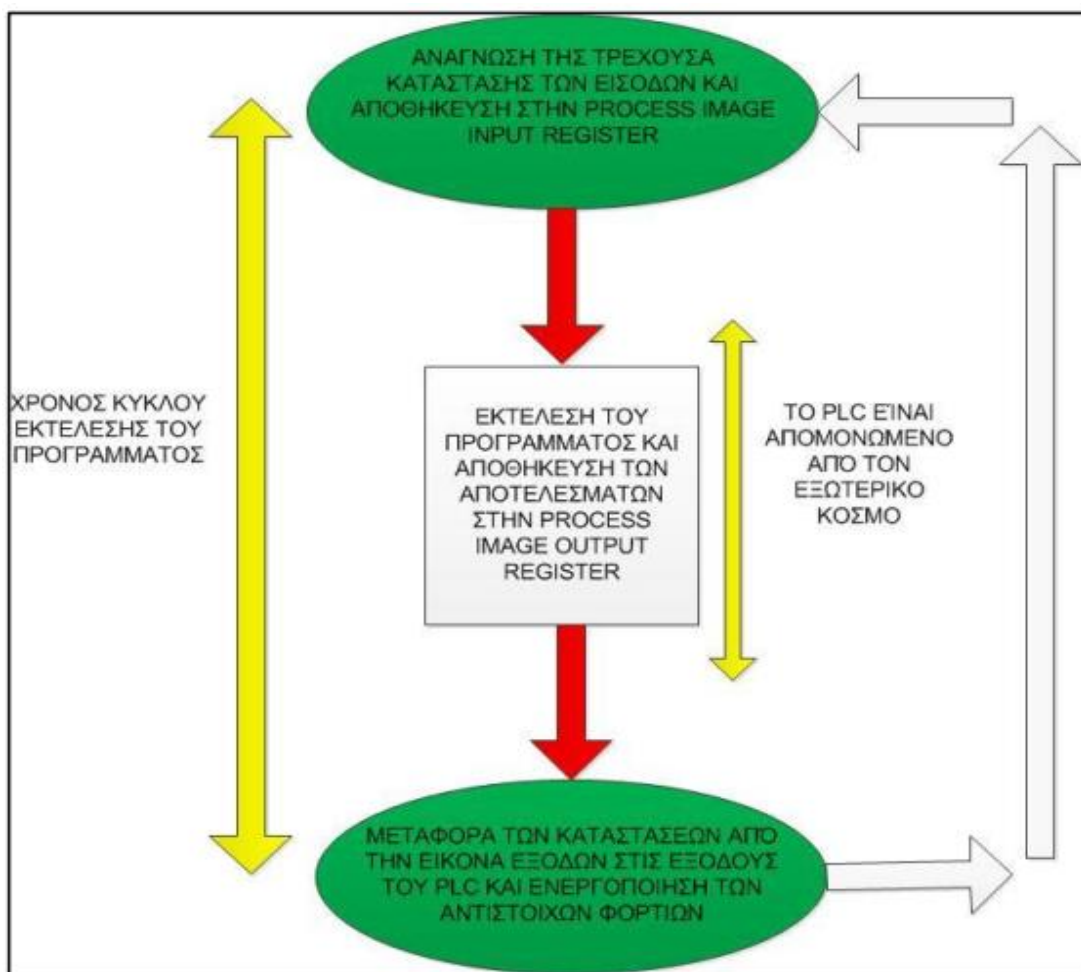 ΑΝΑΓΝΩΣΗ ΤΗΣ ΤΡΕΧΟΥΣΑ
ΚΑΤΑΣΤΑΣΗΣ ΤΩΝ ΕΙΣΟΔΩΝ ΚΑΙ
ΑΠΟΘΗΚΕΥΣΗ ΣΤΗΝ PROCESS IMAGE
INPUT REGISTER
ΧΡΟΝΟΣ ΚΥΚΛΟΥ
ΕΚΤΕΛΕΣΗΣ ΤΟΥ
ΠΡΟΓΡΑΜΜΑΤΟΣ
ΕΚΤΕΛΕΣΗ ΤΟΥ
ΠΡΟΓΡΑΜΜΑΤΟΣ ΚΑΙ
ΑΠΟΘΗΚΕΥΣΗ ΤΩΝ
ΑΠΟΤΕΛΕΣΜΑΤΩΝ
ΣΤΗΝ PROCESS
IMAGE OUTPUT
REGISTER
ΤΟ PLC ΕΊΝΑΙ
ΑΠΟΜΟΝΩΜΕΝΟ
ΑΠΌ ΤΟΝ
ΕΞΩΤΕΡΙΚΟ
ΚΟΣΜΟ
ΜΕΤΑΦΟΡΑ ΤΩΝ ΚΑΤΑΣΤΑΣΕΩΝ ΑΠΌ
ΤΗΝ ΕΙΚΟΝΑ ΕΞΟΔΩΝ ΣΤΙΣ ΕΞΟΔΟΥΣ
ΤΟΥ PLC ΚΑΙ ΕΝΕΡΓΟΠΟΙΗΣΗ ΤΩΝ
ΑΝΤΙΣΤΟΙΧΩΝ ΦΟΡΤΙΩΝ